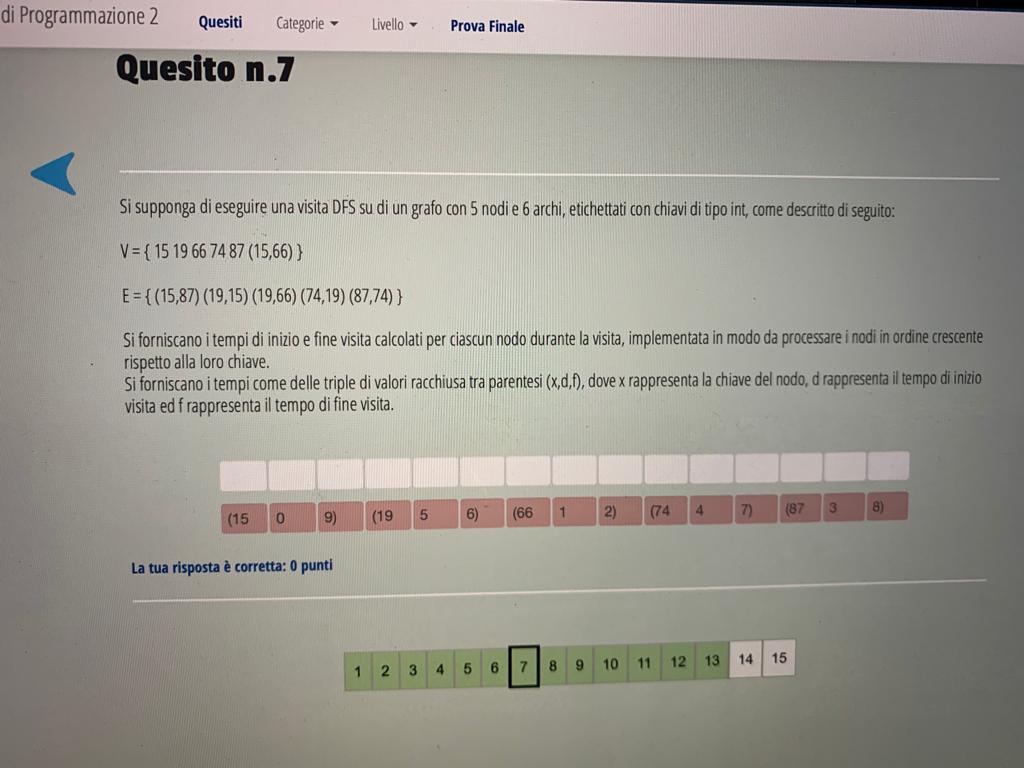 di Programmazione 2 Quesiti Categorie Livello Prova Finale
Quesito n.7
Si supponga di eseguire una visita DFS su di un grafo con 5 nodi e 6 archi, etichettati con chiavi di tipo int, come descritto di seguito:
V = { 15 19 66 74 87 (15,66) }
E = { (15,87) (19,15) (19,66) (74,19) (87,74) }
Si forniscano i tempi di inizio e fine visita calcolati per ciascun nodo durante la visita, implementata in modo da processare i nodi in ordine crescente
rispetto alla loro chiave.
Si forniscano i tempi come delle triple di valori racchiusa tra parentesi (x,d,f), dove x rappresenta la chiave del nodo, d rappresenta il tempo di inizio
visita ed f rappresenta il tempo di fine visita.
(15 0 9) (19 5 6) (66 1 2) (74 4 7) (87 3 8)
La tua risposta è corretta: 0 punti
1 2 3 4 5 6 7 8 9 10 11 12 13 14 15